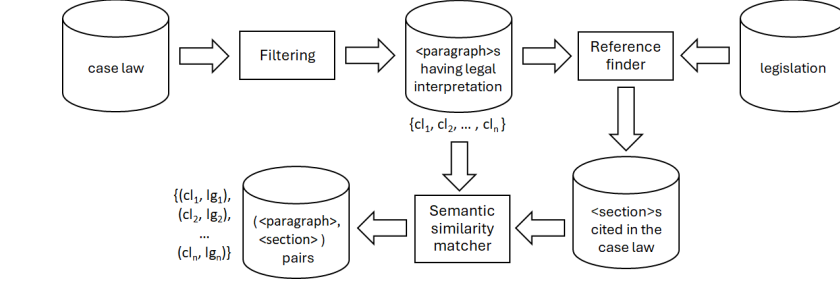 case law
Filtering
<paragraph>s
having legal
interpretation
{cl₁, cl₂, ... , clₙ}
Reference
finder
legislation
<section>s
cited in the
case law
Semantic
similarity
matcher
(<paragraph>,
<section> )
pairs
{(cl₁, lg₁),
(cl₂, lg₂),
...
(clₙ, lgₙ)}